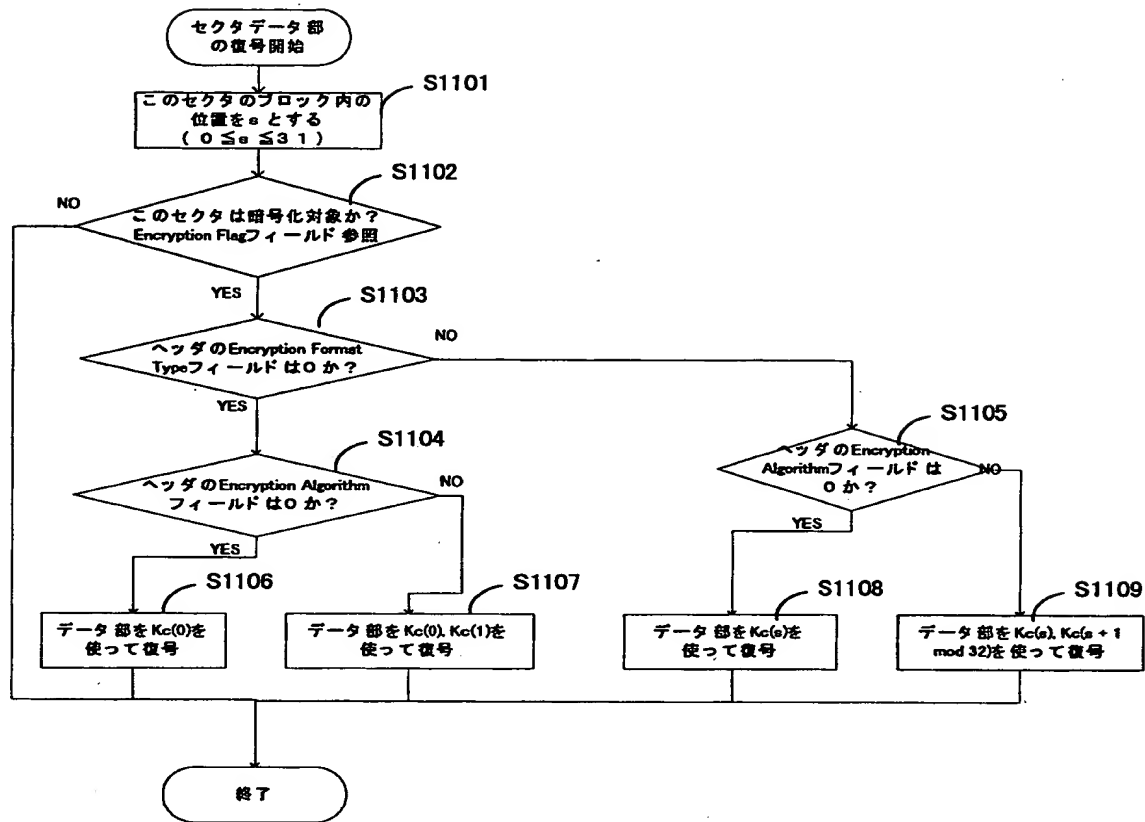 セクタデータ部
の復号開始
S1101
このセクタのブロック内の
位置をsとする
(0≦s≦31)
S1102
NO
このセクタは暗号化対象か?
Encryption Flagフィールド参照
YES
S1103
NO
ヘッダのEncryption Format
Typeフィールドは0か?
YES
S1104
NO
ヘッダのEncryption Algorithm
フィールドは0か?
YES
S1105
ヘッダのEncryption
Algorithmフィールドは
0か?
NO
YES
S1106
データ部をKc(0)を
使って復号
S1107
データ部をKc(0)、Kc(1)を
使って復号
S1108
データ部をKc(s)を
使って復号
S1109
データ部をKc(s)、Kc(s + 1
mod 32)を使って復号
終了